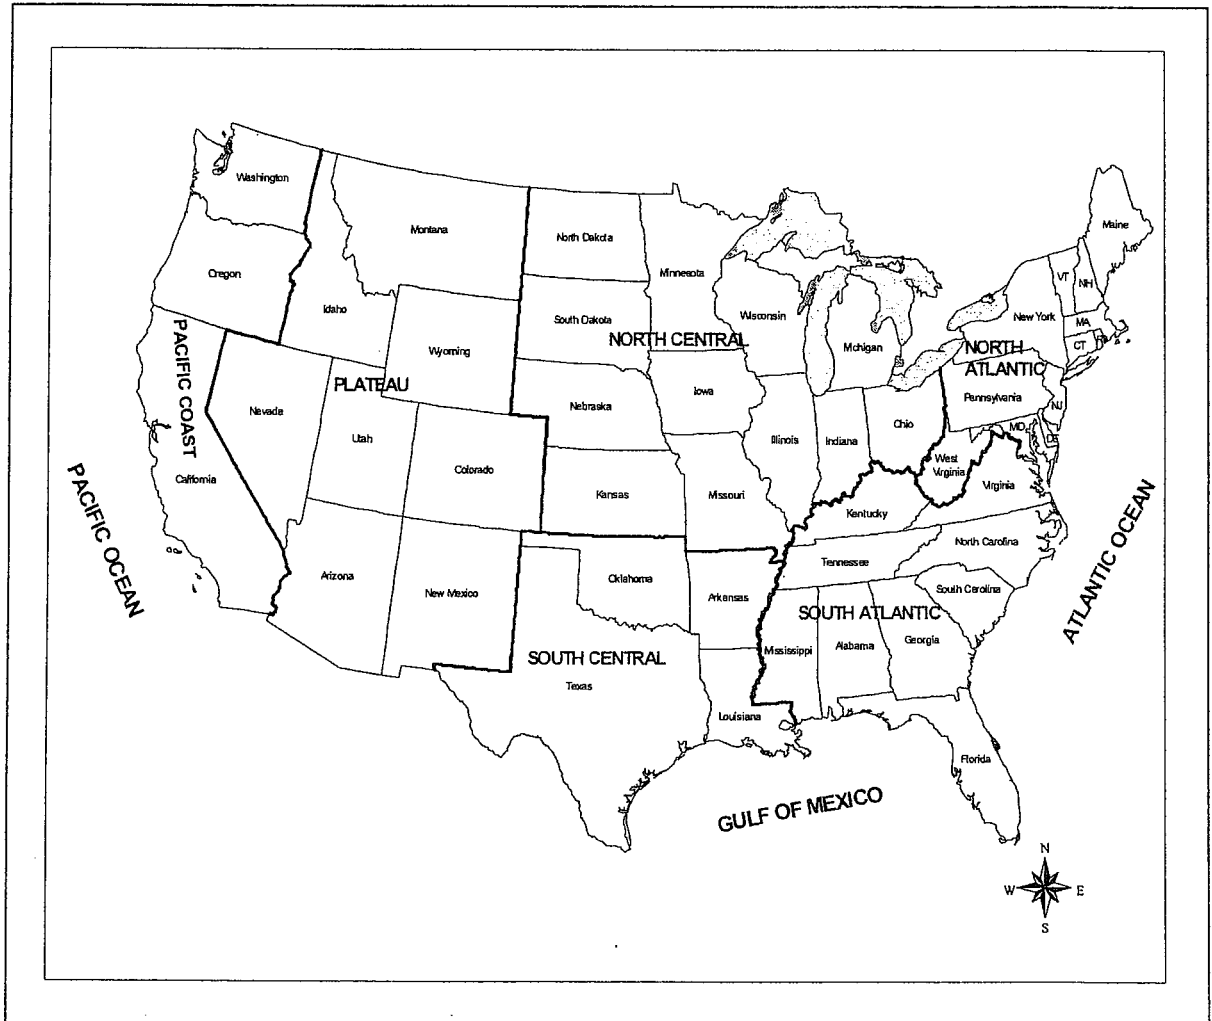 Washington
Montana
North Dakota
Minnesota
Maine
Oregon
Idaho
South Dakota
Wisconsin
VT
NH
New York
MA
CT
RI
PACIFIC COAST
Wyoming
NORTH CENTRAL
Michigan
NORTH
ATLANTIC
PLATEAU
Nevada
Nebraska
Iowa
Pennsylvania
NJ
Utah
Illinois
Indiana
Ohio
MD
DE
Colorado
West
Virginia
California
Kansas
Missouri
Virginia
PACIFIC OCEAN
Kentucky
ATLANTIC OCEAN
North Carolina
Tennessee
Arizona
Oklahoma
New Mexico
Arkansas
South Carolina
SOUTH ATLANTIC
Mississippi
Alabama
Georgia
SOUTH CENTRAL
Texas
Louisiana
Florida
GULF OF MEXICO
N
W
E
S